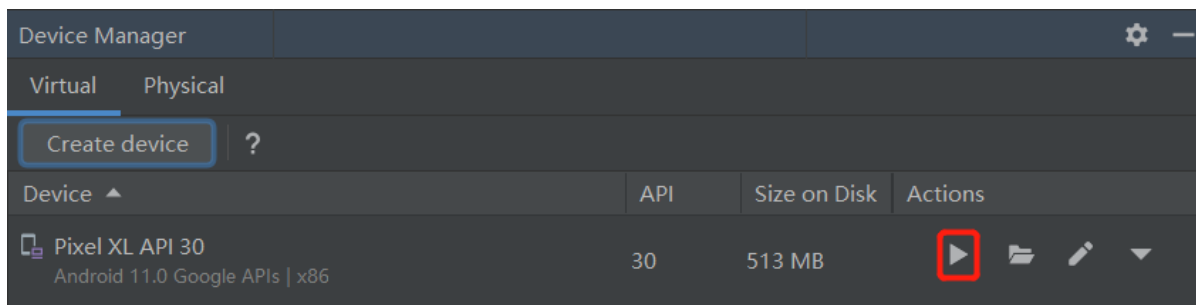 Device Manager
Virtual Physical
Create device ?
Device API Size on Disk Actions
Pixel XL API 30
Android 11.0 Google APIs | x86
30 513 MB